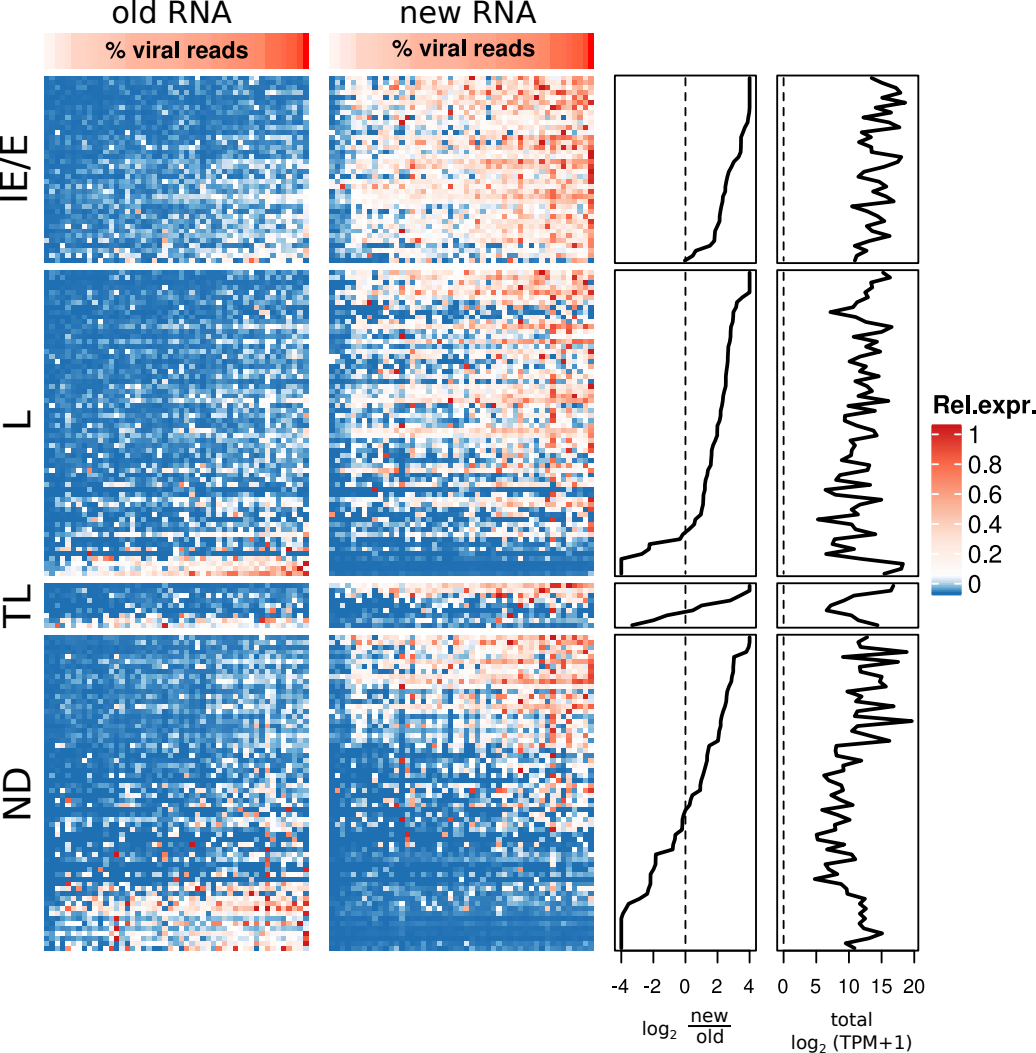 old RNA
new RNA
% viral reads
% viral reads
IE/E
L
TL
ND
Rel.expr.
1
0.8
0.6
0.4
0.2
0
-4 -2 0 2 4
0 5 10 15 20
log₂ new/old
total
log₂ (TPM+1)